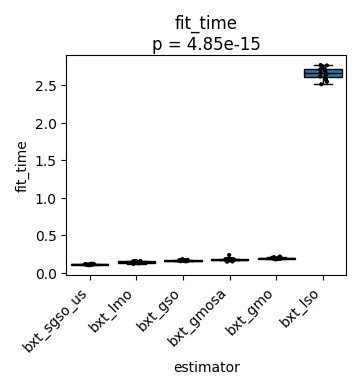 fit_time
p = 4.85e-15
fit_time
2.5
2.0
1.5
1.0
0.5
0.0
bxt_sgso_us
bxt_lmo
bxt_gso
bxt_gmosa
bxt_gmo
bxt_lso
estimator